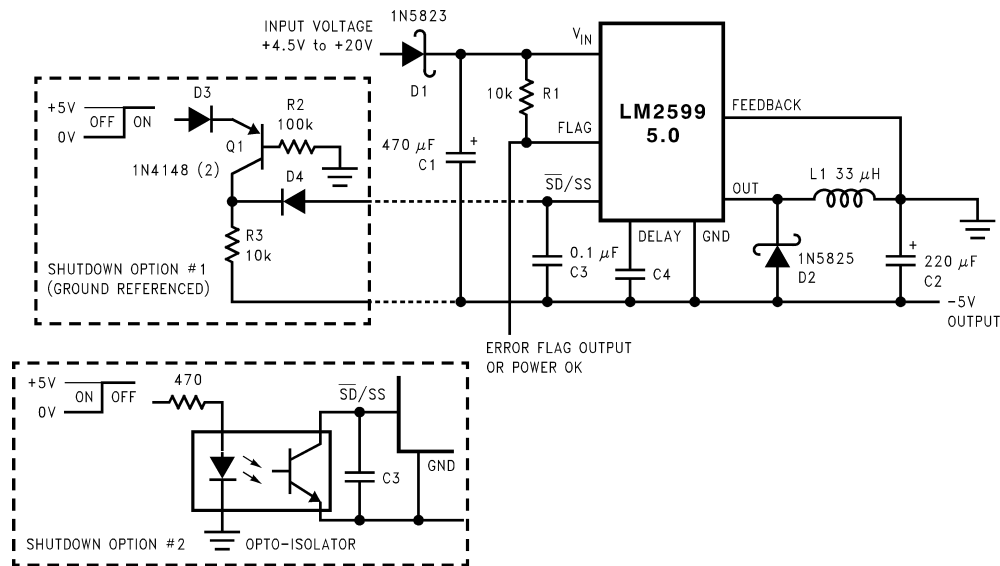 1N5823
INPUT VOLTAGE
+4.5V to +20V
D1
VIN
10k R1
LM2599
5.0
FLAG
FEEDBACK
470 μF
C1
+
SD/SS
OUT
L1 33 μH
DELAY
GND
0.1 μF
C3
C4
1N5825
D2
+
220 μF
C2
-5V
OUTPUT
ERROR FLAG OUTPUT
OR POWER OK
+5V
0V
OFF
ON
D3
R2
100k
Q1
1N4148 (2)
D4
R3
10k
SHUTDOWN OPTION #1
(GROUND REFERENCED)
+5V
0V
ON
OFF
470
SD/SS
GND
C3
SHUTDOWN OPTION #2
OPTO-ISOLATOR